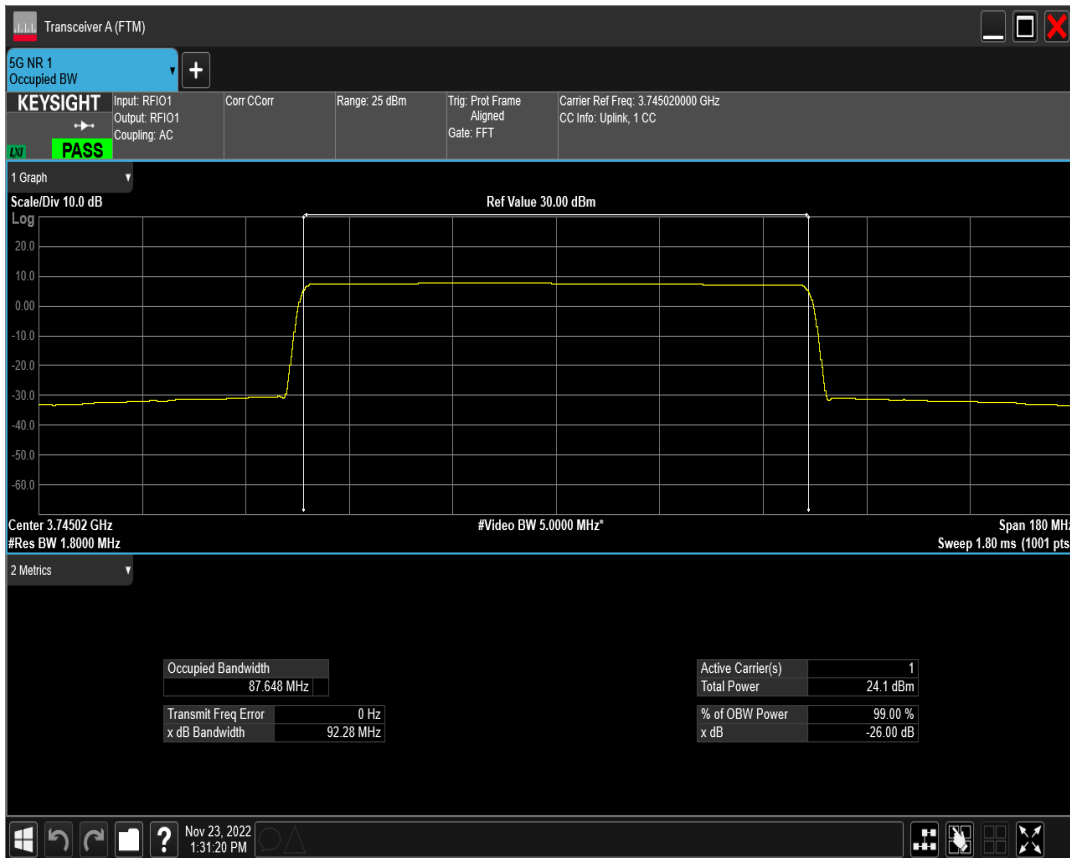 Transceiver A (FTM)
5G NR 1
Occupied BW
+
KEYSIGHT
LXI
PASS
Input: RFIO1
Output: RFIO1
Coupling: AC
Corr CCorr
Range: 25 dBm
Trig: Prot Frame
Aligned
Gate: FFT
Carrier Ref Freq: 3.745020000 GHz
CC Info: Uplink, 1 CC
1 Graph
Scale/Div 10.0 dB
Ref Value 30.00 dBm
Log
20.0
10.0
0.00
-10.0
-20.0
-30.0
-40.0
-50.0
-60.0
Center 3.74502 GHz
#Video BW 5.0000 MHz*
Span 180 MHz
#Res BW 1.8000 MHz
Sweep 1.80 ms (1001 pts
2 Metrics
Occupied Bandwidth
87.648 MHz
Transmit Freq Error 0 Hz
x dB Bandwidth 92.28 MHz
Active Carrier(s) 1
Total Power 24.1 dBm
% of OBW Power 99.00 %
x dB -26.00 dB
?
Nov 23, 2022
1:31:20 PM